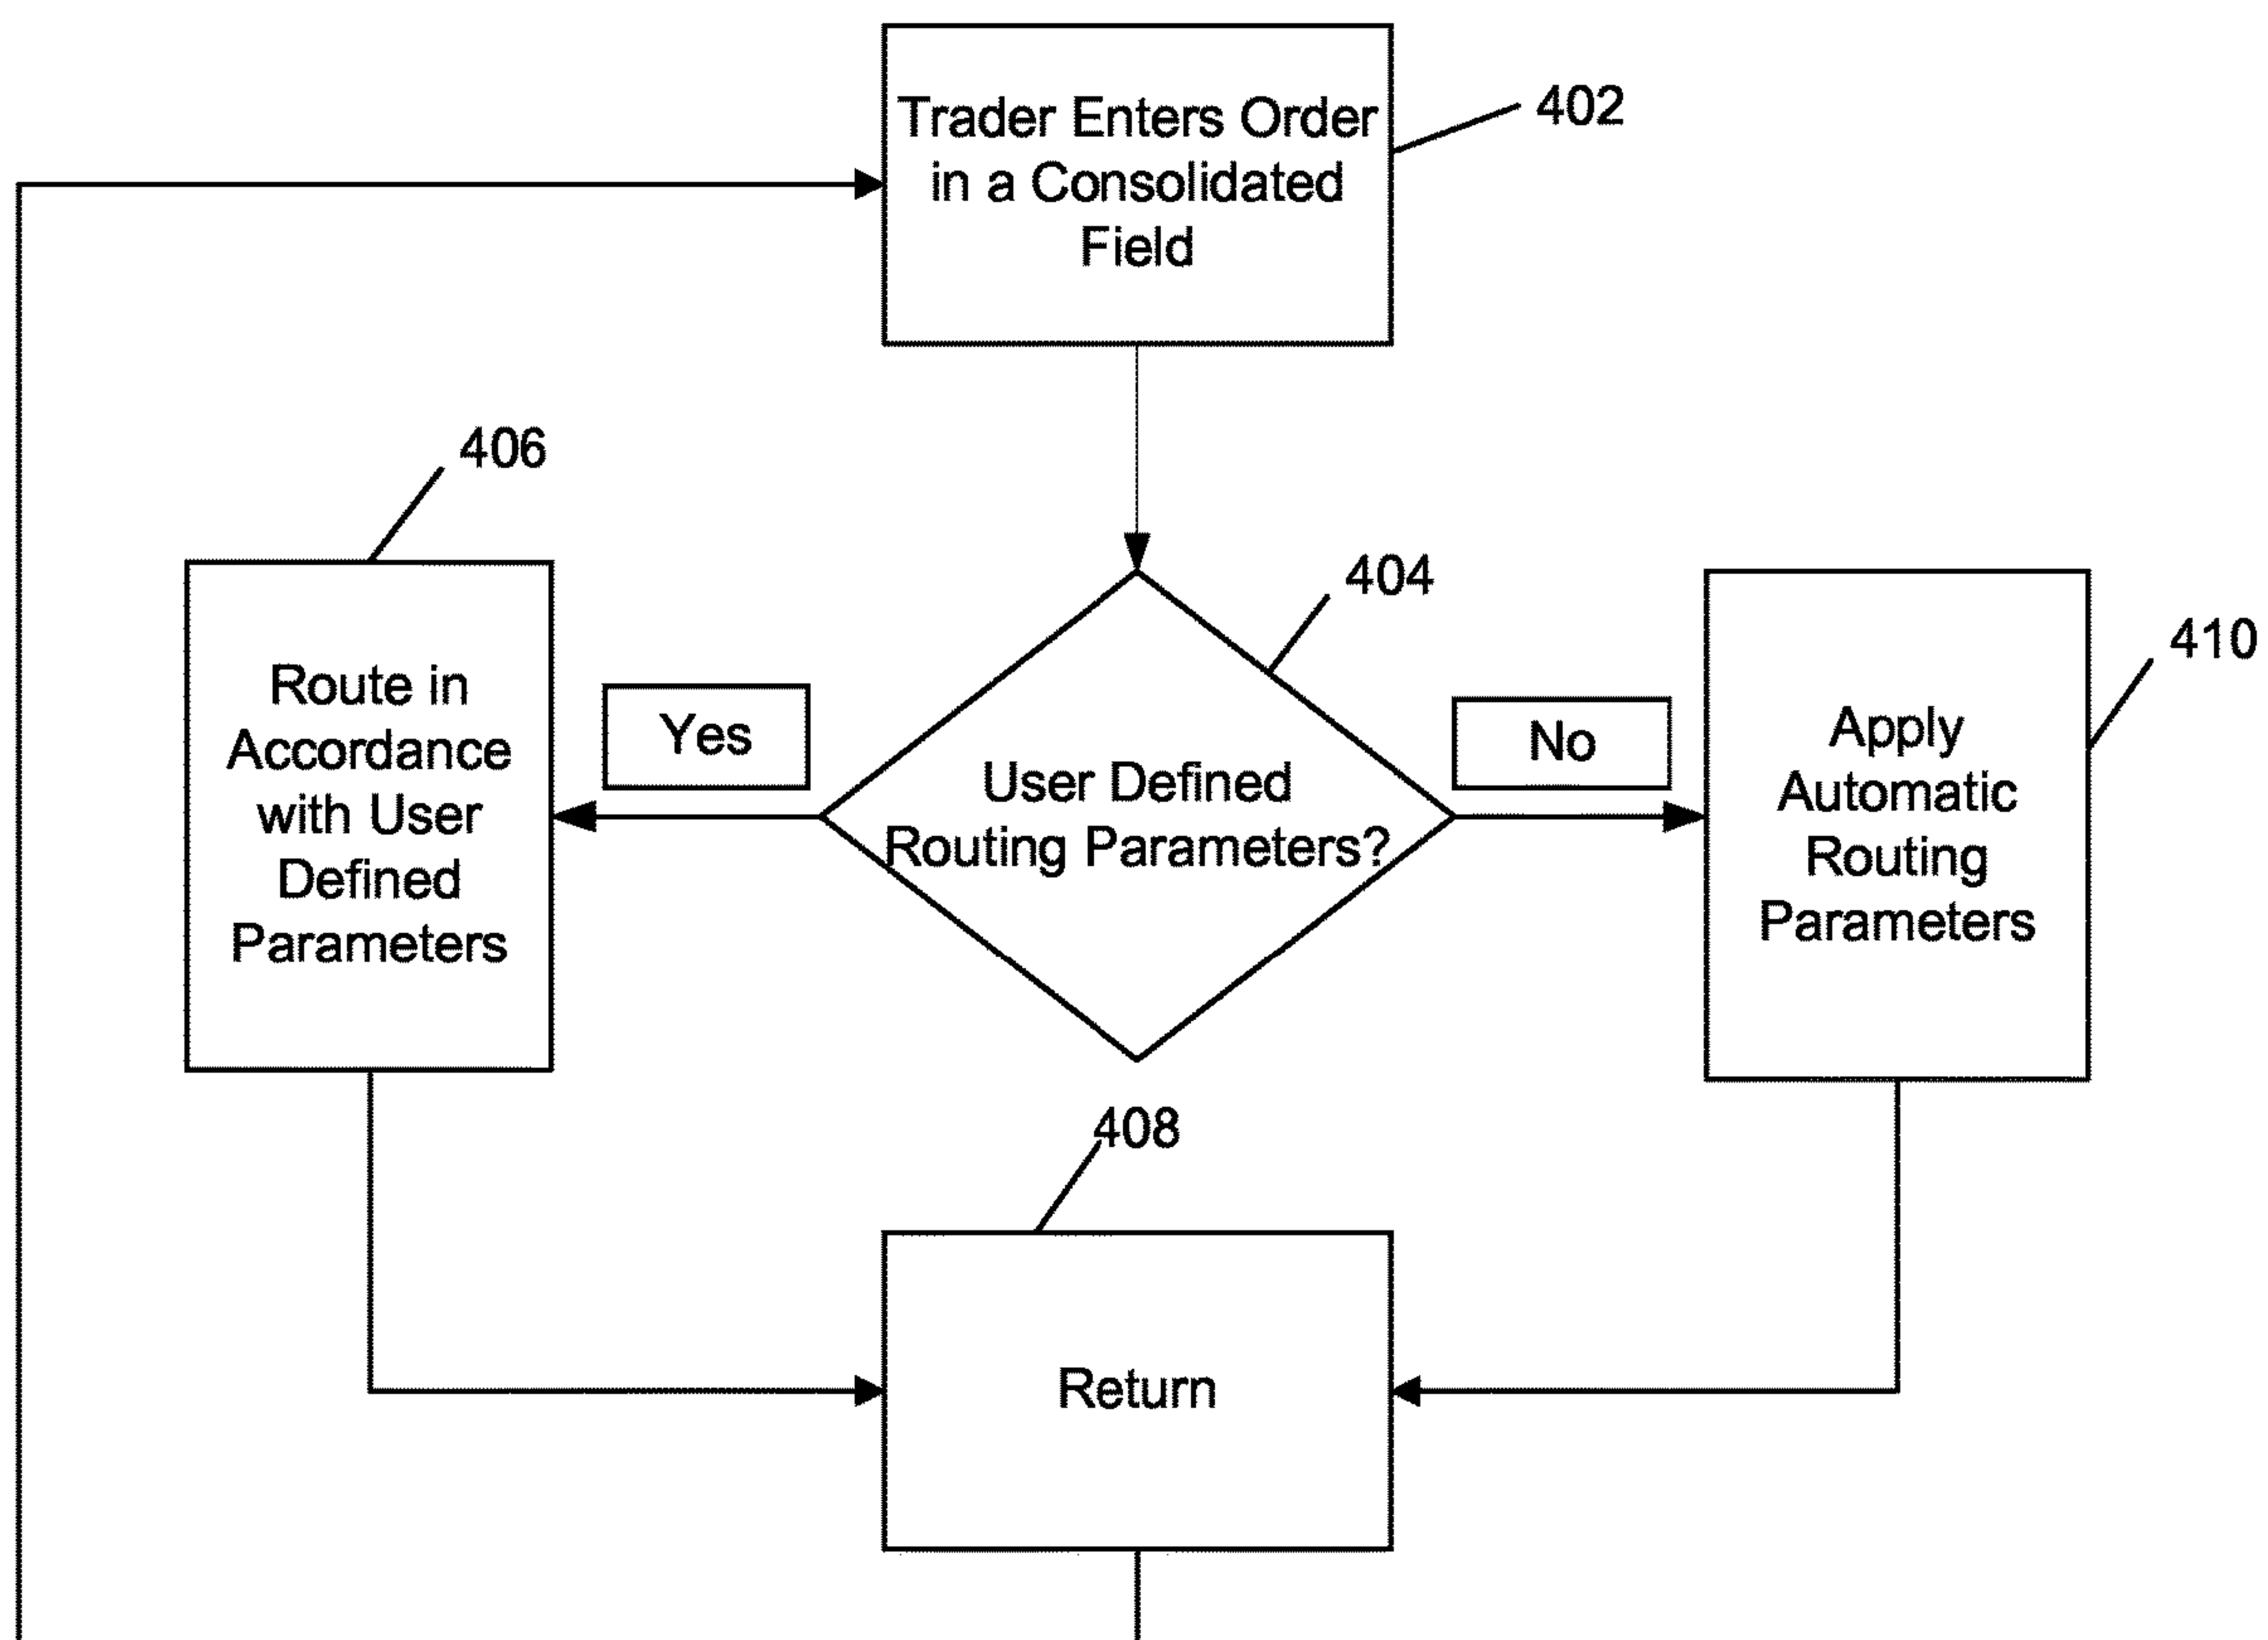 Trader Enters Order
in a Consolidated
Field
402
406
404
410
Route in
Accordance
with User
Defined
Parameters
Yes
User Defined
Routing Parameters?
No
Apply
Automatic
Routing
Parameters
408
Return